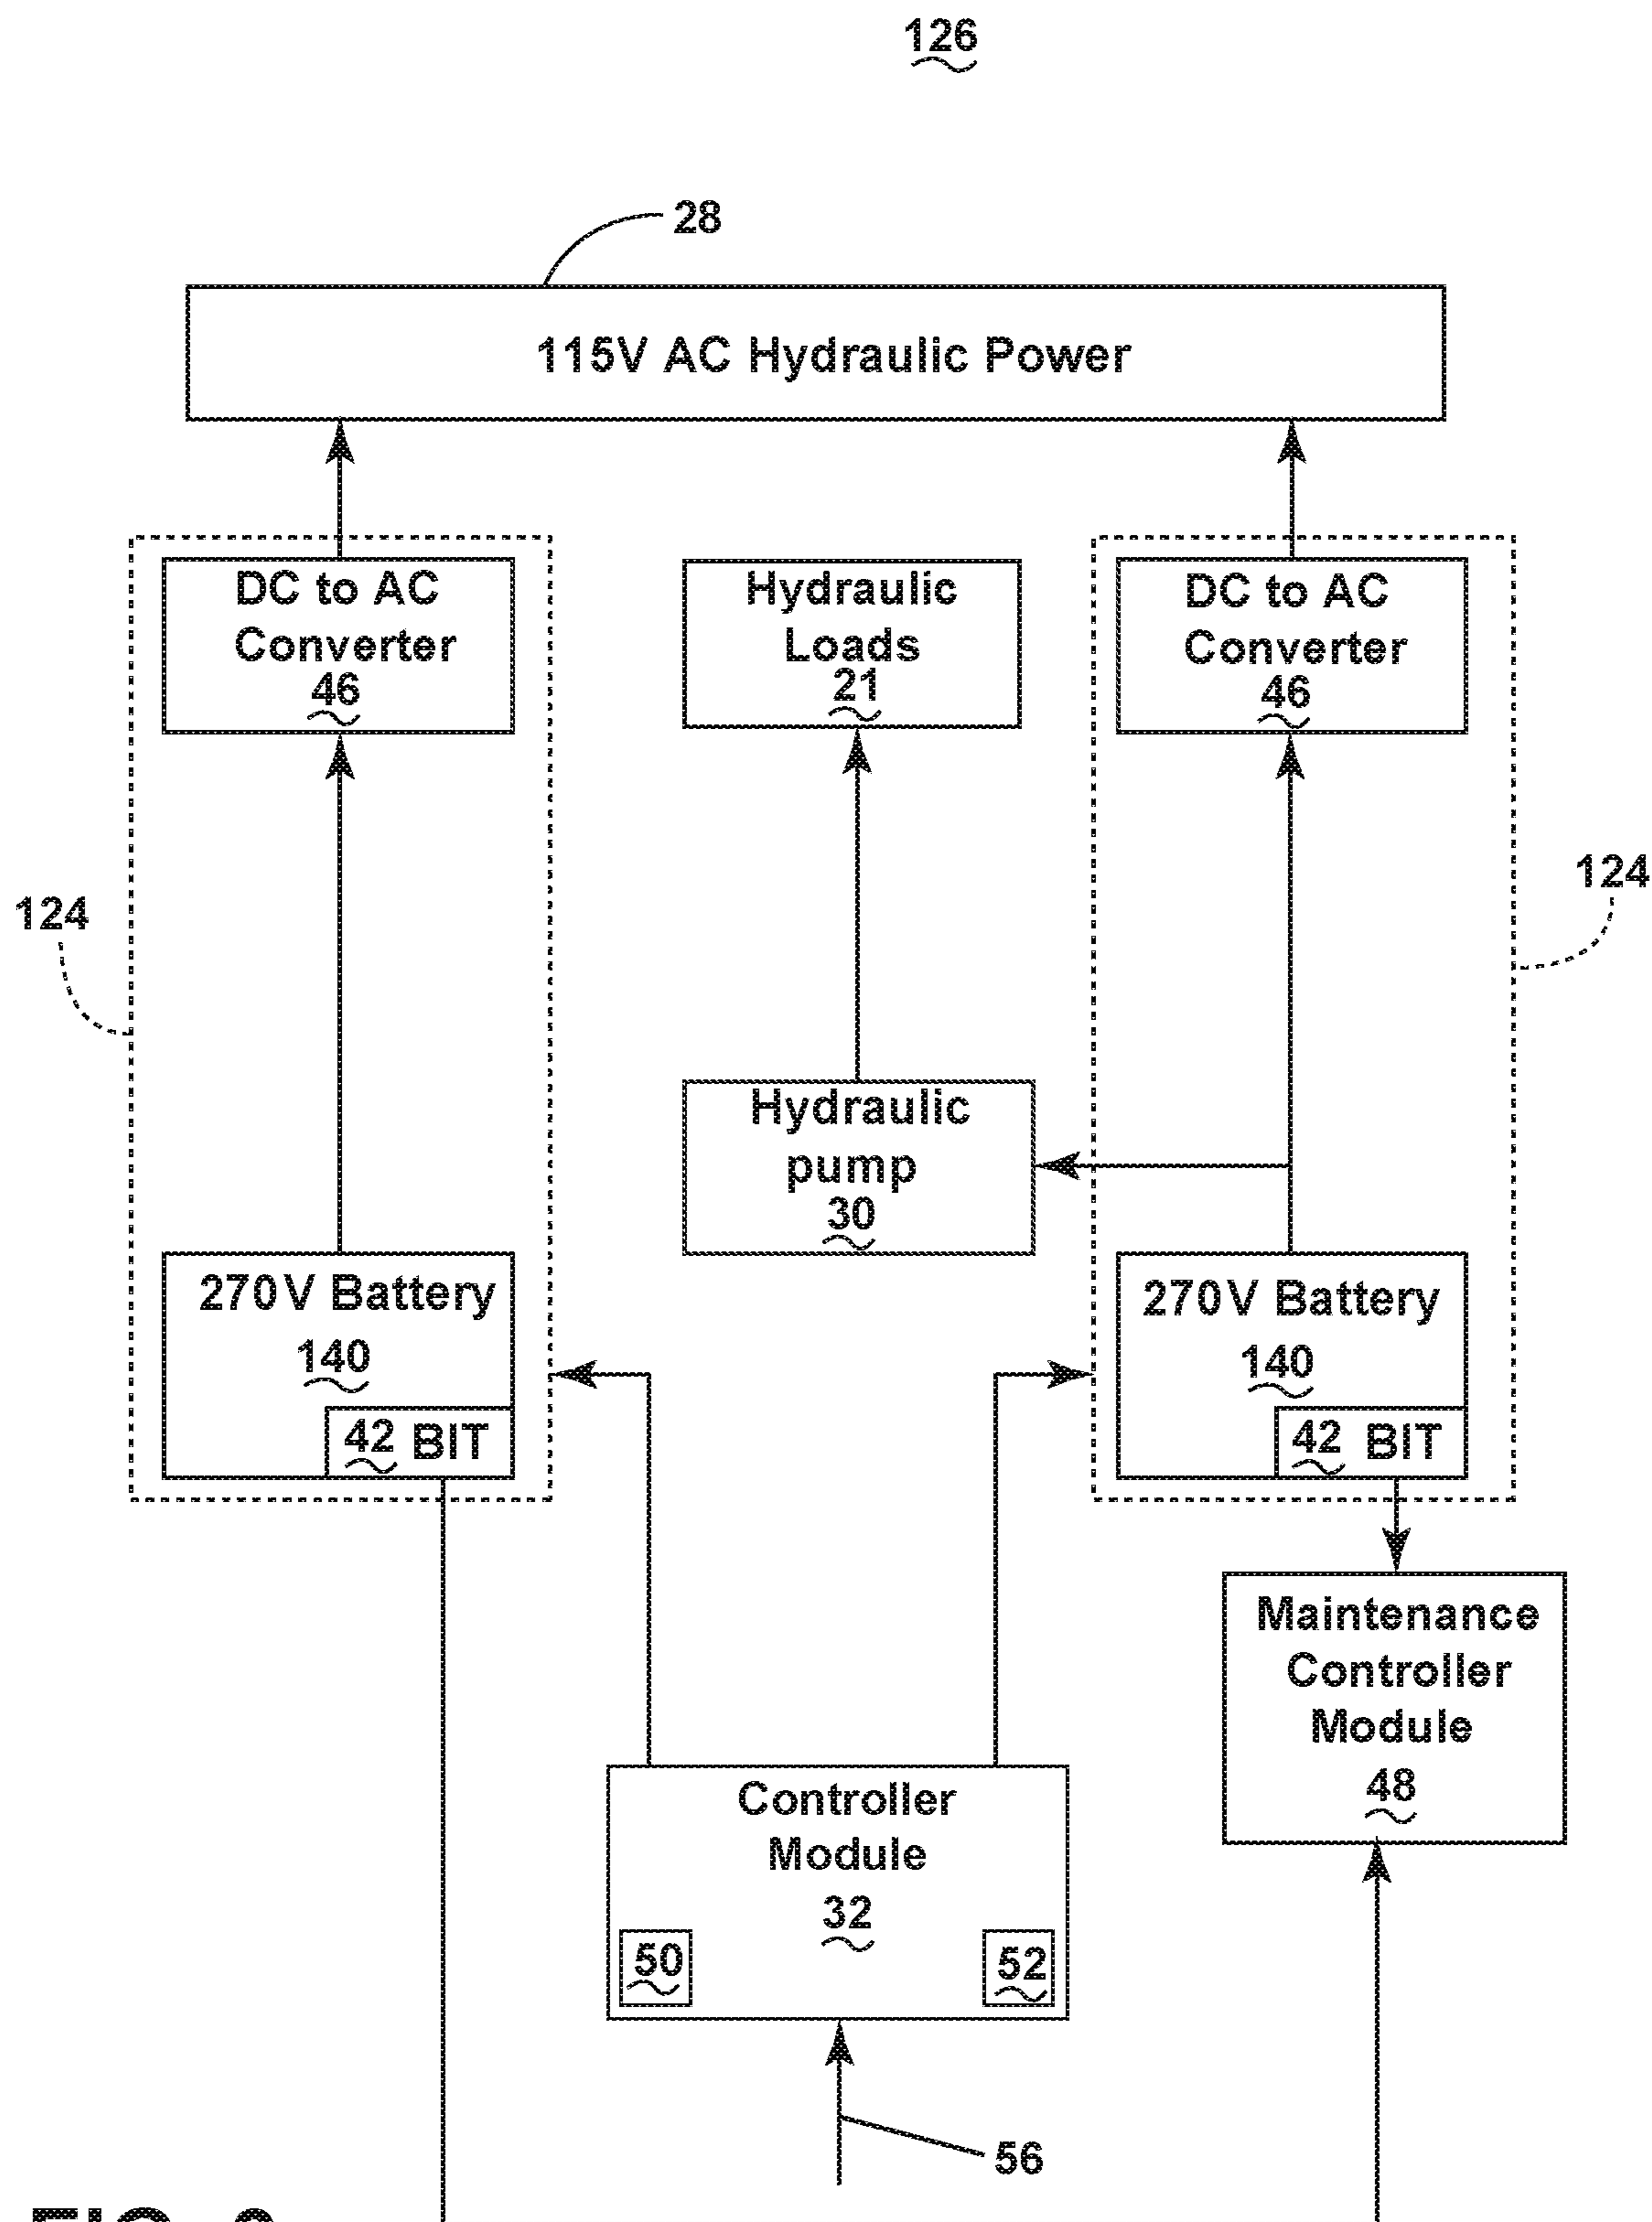 126
28
115V AC Hydraulic Power
DC to AC
Converter
46
Hydraulic
Loads
21
DC to AC
Converter
46
124
124
Hydraulic
pump
30
270V Battery
140
42 BIT
270V Battery
140
42 BIT
Maintenance
Controller
Module
48
Controller
Module
32
50
52
56